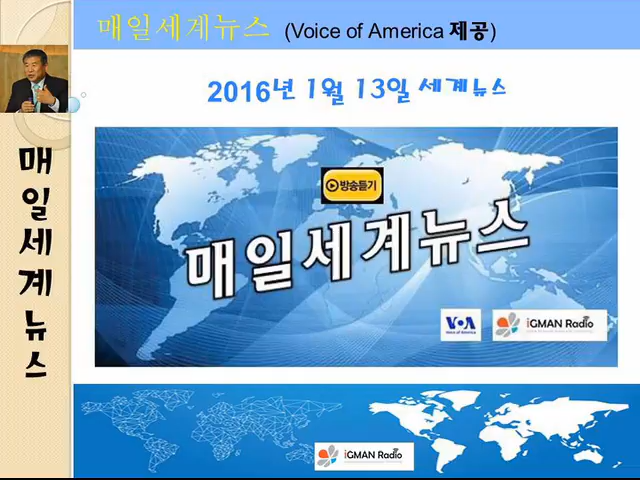 매일세계뉴스 (Voice of America 제공)
2016년 1월 13일 세계뉴스
매일세계뉴스
방송듣기
매일세계뉴스
VOA
Voice of America
iGMAN Radio
iGMAN Radio